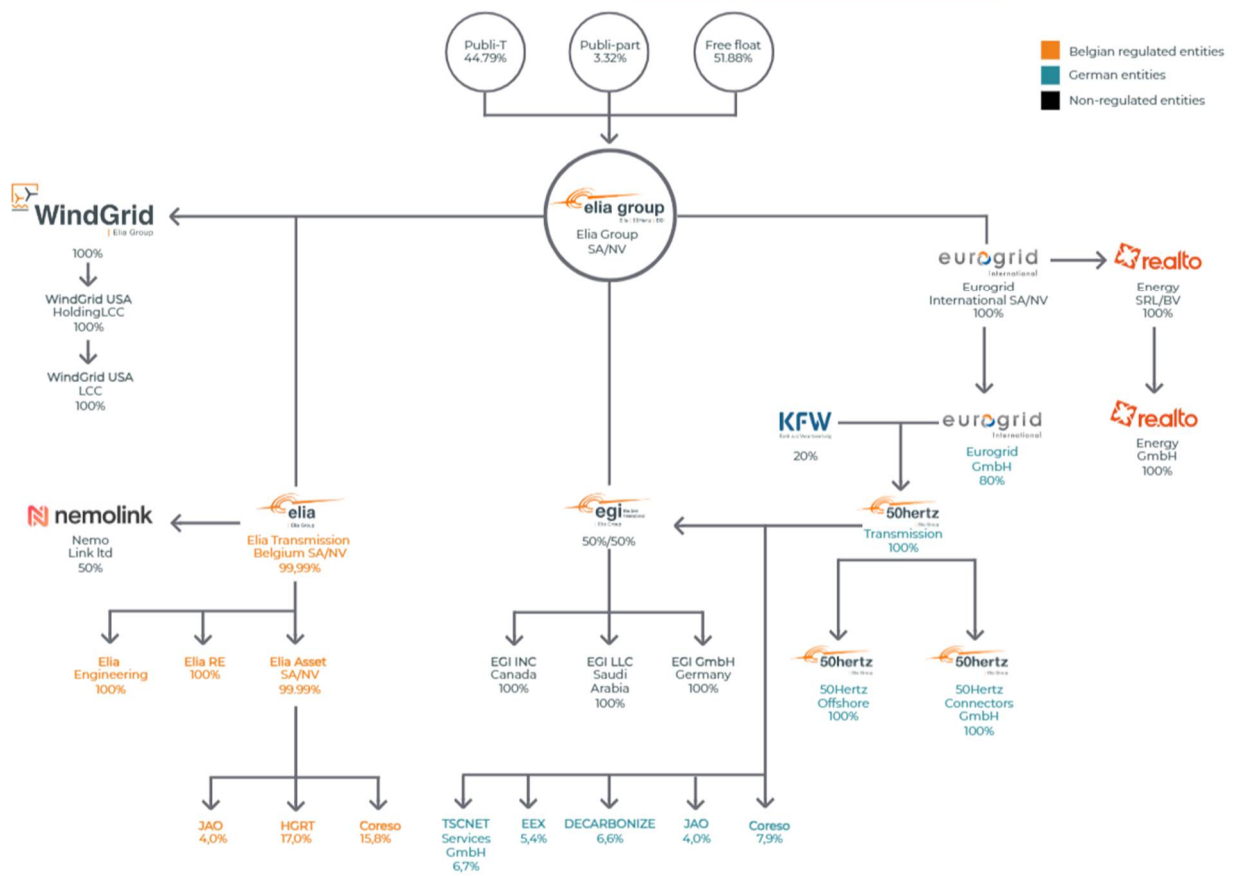 Publi-T
44.79%
Publi-part
3.32%
Free float
51.88%
Belgian regulated entities
German entities
Non-regulated entities
elia group
Elia Group
SA/NV
WindGrid
Elia Group
100%
WindGrid USA
HoldingLCC
100%
WindGrid USA
LCC
100%
eurogrid
International
Eurogrid
International SA/NV
100%
re.alto
Energy
SRL/BV
100%
KFW
20%
eurogrid
International
Eurogrid
GmbH
80%
re.alto
Energy
GmbH
100%
nemolink
Nemo
Link ltd
50%
elia
Elia Group
Elia Transmission
Belgium SA/NV
99,99%
egi
Elia Group
50%/50%
50hertz
Elia Group
Transmission
100%
Elia
Engineering
100%
Elia RE
100%
Elia Asset
SA/NV
99.99%
EGI INC
Canada
100%
EGI LLC
Saudi
Arabia
100%
EGI GmbH
Germany
100%
50hertz
Elia Group
50Hertz
Offshore
100%
50hertz
Elia Group
50Hertz
Connectors
GmbH
100%
JAO
4,0%
HGRT
17,0%
Coreso
15,8%
TSCNET
Services
GmbH
6,7%
EEX
5,4%
DECARBONIZE
6,6%
JAO
4,0%
Coreso
7,9%